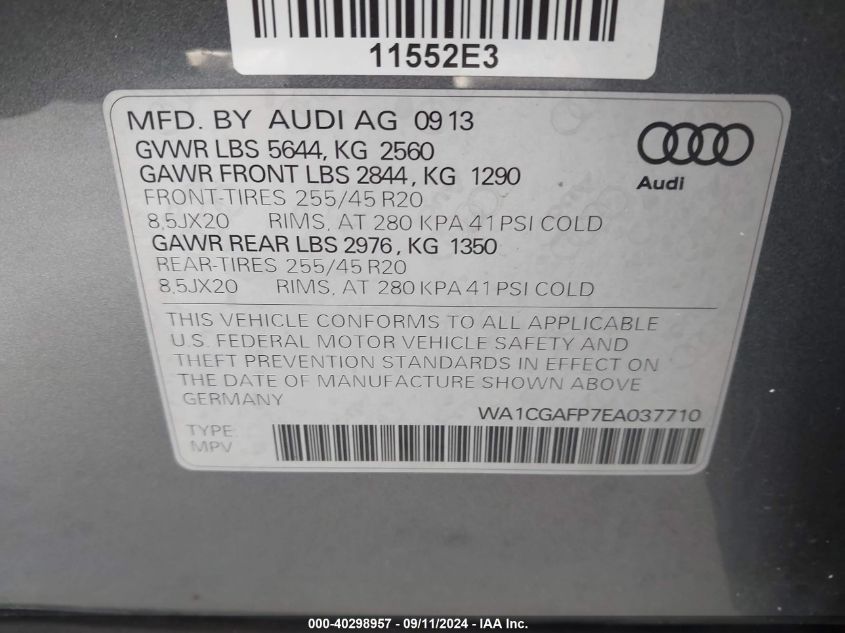 11552E3
MFD. BY AUDI AG 0913
GVWR LBS 5644, KG 2560
GAWR FRONT LBS 2844, KG 1290
FRONT-TIRES 255/45 R20
8,5JX20 RIMS, AT 280 KPA 41 PSI COLD
GAWR REAR LBS 2976, KG 1350
REAR-TIRES 255/45 R20
8,5JX20 RIMS, AT 280 KPA 41 PSI COLD
Audi
THIS VEHICLE CONFORMS TO ALL APPLICABLE
U.S. FEDERAL MOTOR VEHICLE SAFETY AND
THEFT PREVENTION STANDARDS IN EFFECT ON
THE DATE OF MANUFACTURE SHOWN ABOVE
GERMANY
WA1CGAFP7EA037710
TYPE:
MPV
000-40298957 - 09/11/2024 - IAA Inc.